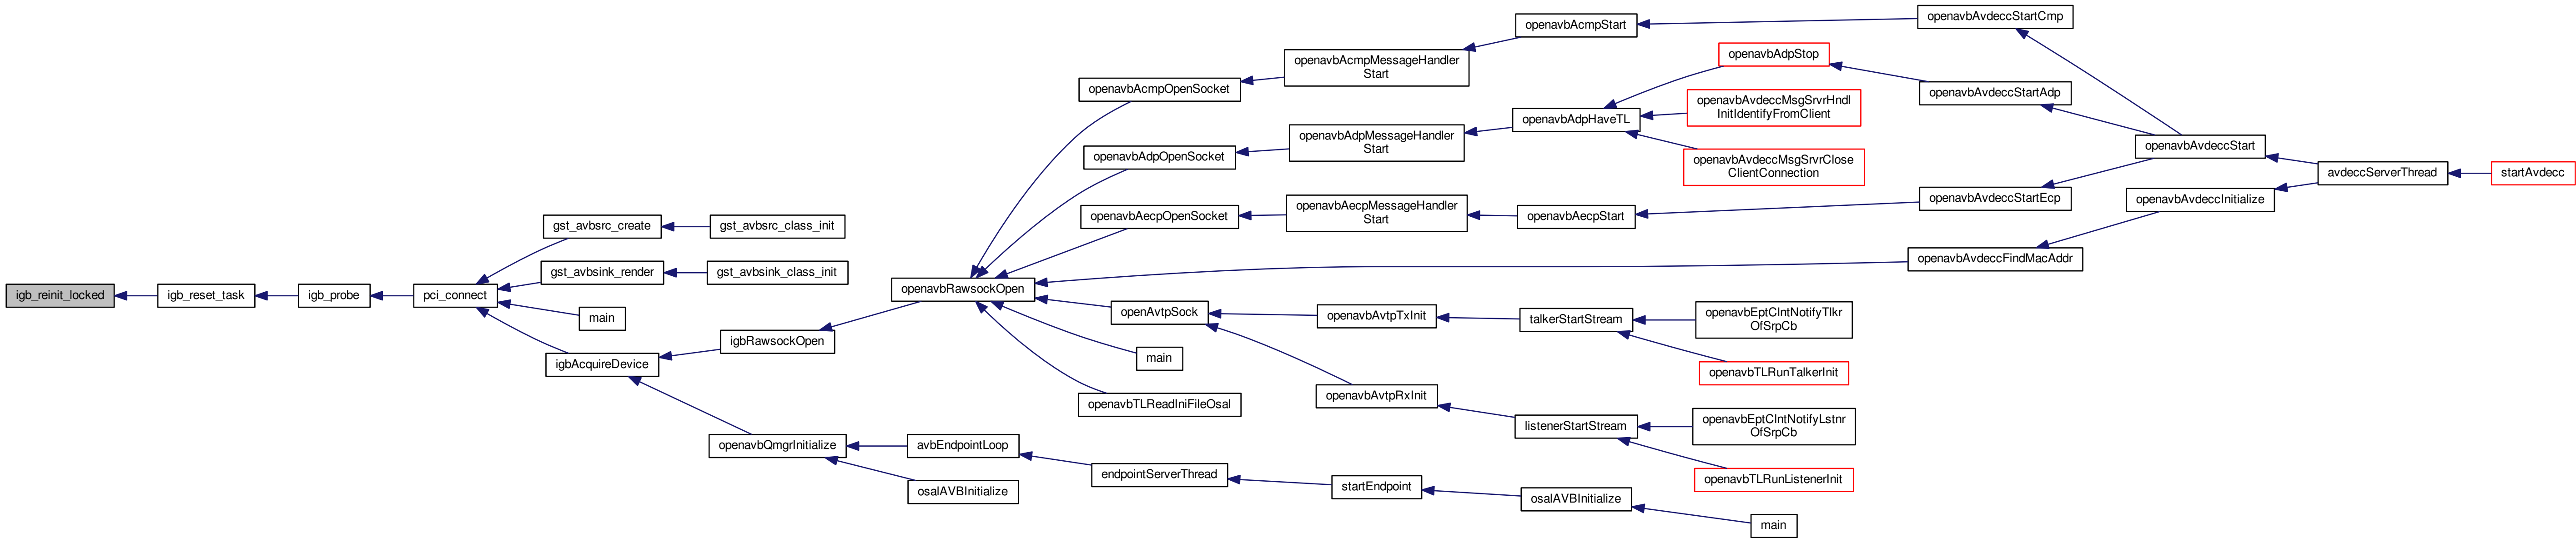 igb_reinit_locked
igb_reset_task
igb_probe
pci_connect
gst_avbsrc_create
gst_avbsrc_class_init
gst_avbsink_render
gst_avbsink_class_init
main
igbAcquireDevice
igbRawsockOpen
openavbRawsockOpen
openavbAcmpOpenSocket
openavbAcmpMessageHandler
Start
openavbAcmpStart
openavbAvdeccStartCmp
openavbAdpOpenSocket
openavbAdpMessageHandler
Start
openavbAdpHaveTL
openavbAdpStop
openavbAvdeccMsgSrvrHndl
InitIdentifyFromClient
openavbAvdeccMsgSrvrClose
ClientConnection
openavbAvdeccStartAdp
openavbAvdeccStart
avdeccServerThread
startAvdecc
openavbAecpOpenSocket
openavbAecpMessageHandler
Start
openavbAecpStart
openavbAvdeccStartEcp
openavbAvdeccInitialize
openavbAvdeccFindMacAddr
openAvtpSock
openavbAvtpTxInit
talkerStartStream
openavbEptClntNotifyTlkr
OfSrpCb
openavbTLRunTalkerInit
main
openavbTLReadIniFileOsal
openavbAvtpRxInit
listenerStartStream
openavbEptClntNotifyLstnr
OfSrpCb
openavbTLRunListenerInit
openavbQmgrInitialize
avbEndpointLoop
endpointServerThread
startEndpoint
osalAVBInitialize
main
osalAVBInitialize